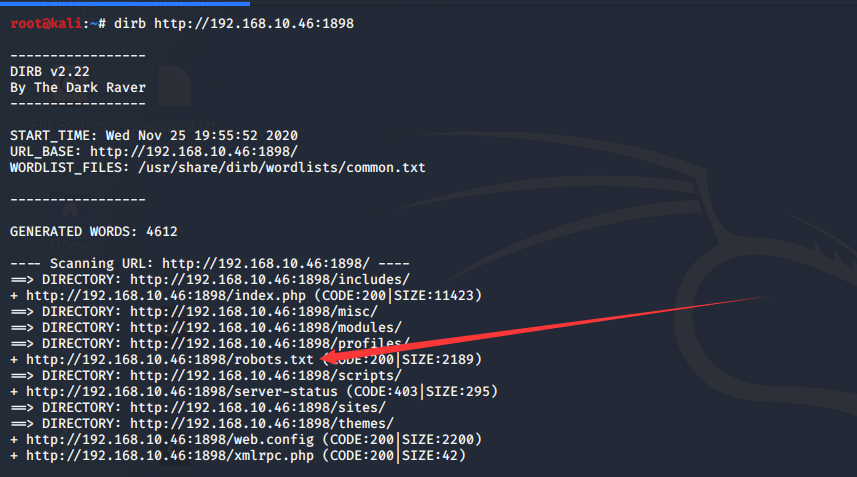 root@kali:~# dirb http://192.168.10.46:1898
-----------------
DIRB v2.22
By The Dark Raver
-----------------
START_TIME: Wed Nov 25 19:55:52 2020
URL_BASE: http://192.168.10.46:1898/
WORDLIST_FILES: /usr/share/dirb/wordlists/common.txt
-----------------
GENERATED WORDS: 4612
---- Scanning URL: http://192.168.10.46:1898/ ----
==> DIRECTORY: http://192.168.10.46:1898/includes/
+ http://192.168.10.46:1898/index.php (CODE:200|SIZE:11423)
==> DIRECTORY: http://192.168.10.46:1898/misc/
==> DIRECTORY: http://192.168.10.46:1898/modules/
==> DIRECTORY: http://192.168.10.46:1898/profiles/
+ http://192.168.10.46:1898/robots.txt (CODE:200|SIZE:2189)
==> DIRECTORY: http://192.168.10.46:1898/scripts/
+ http://192.168.10.46:1898/server-status (CODE:403|SIZE:295)
==> DIRECTORY: http://192.168.10.46:1898/sites/
==> DIRECTORY: http://192.168.10.46:1898/themes/
+ http://192.168.10.46:1898/web.config (CODE:200|SIZE:2200)
+ http://192.168.10.46:1898/xmlrpc.php (CODE:200|SIZE:42)